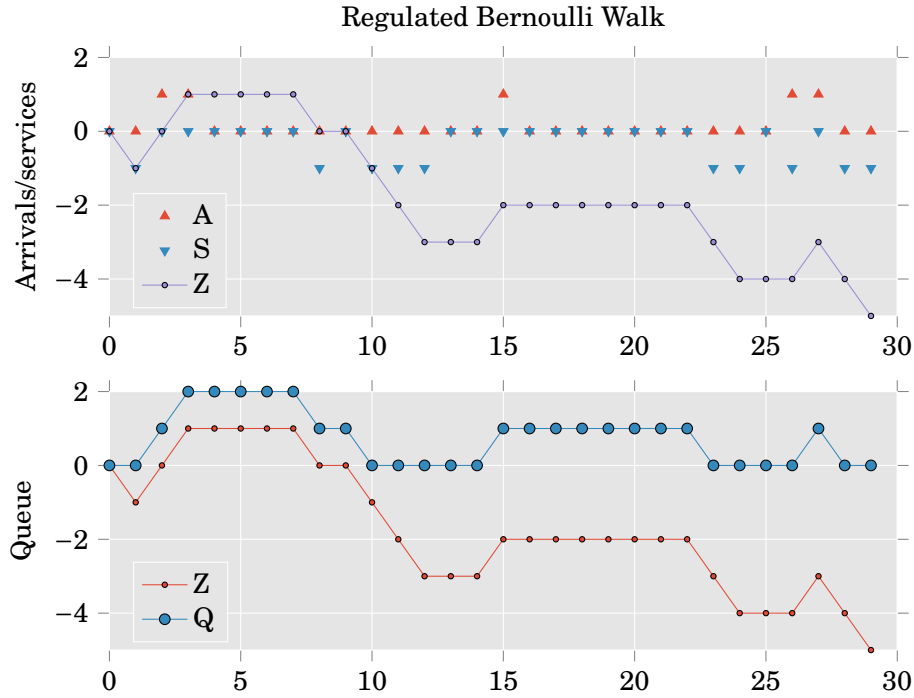 Regulated Bernoulli Walk
Arrivals/services
2
0
−2
−4
A
S
Z
0 5 10 15 20 25 30
Queue
2
0
−2
−4
Z
Q
0 5 10 15 20 25 30